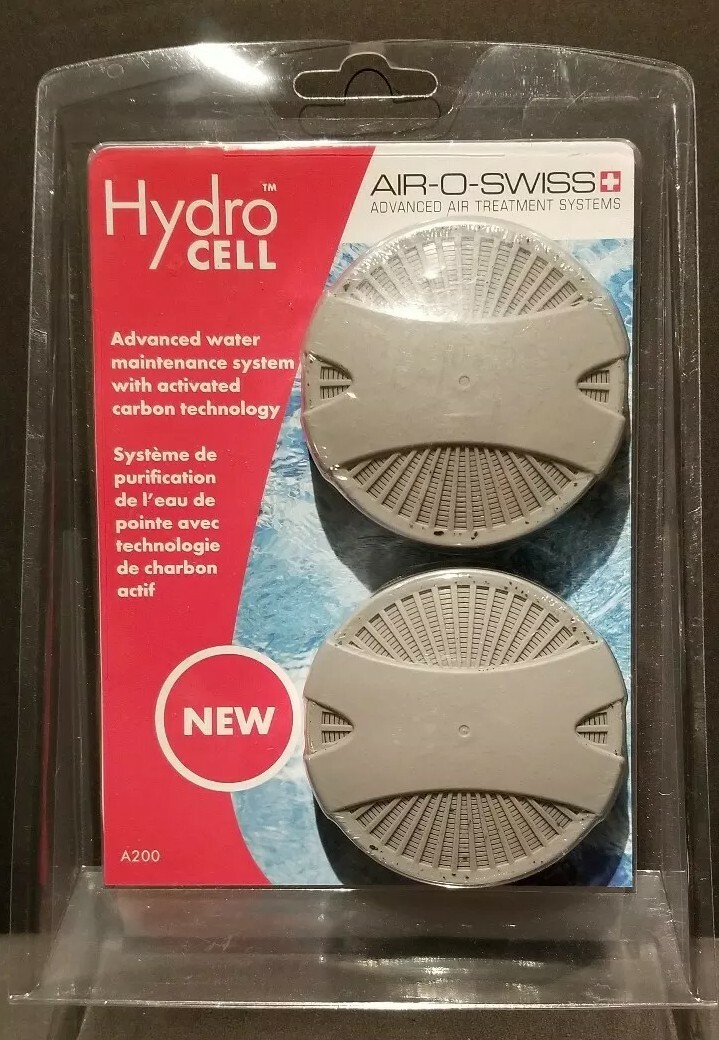 Hydro™
CELL
AIR-O-SWISS
ADVANCED AIR TREATMENT SYSTEMS
Advanced water
maintenance system
with activated
carbon technology
Système de
purification
de l'eau de
pointe avec
technologie
de charbon
actif
NEW
A200